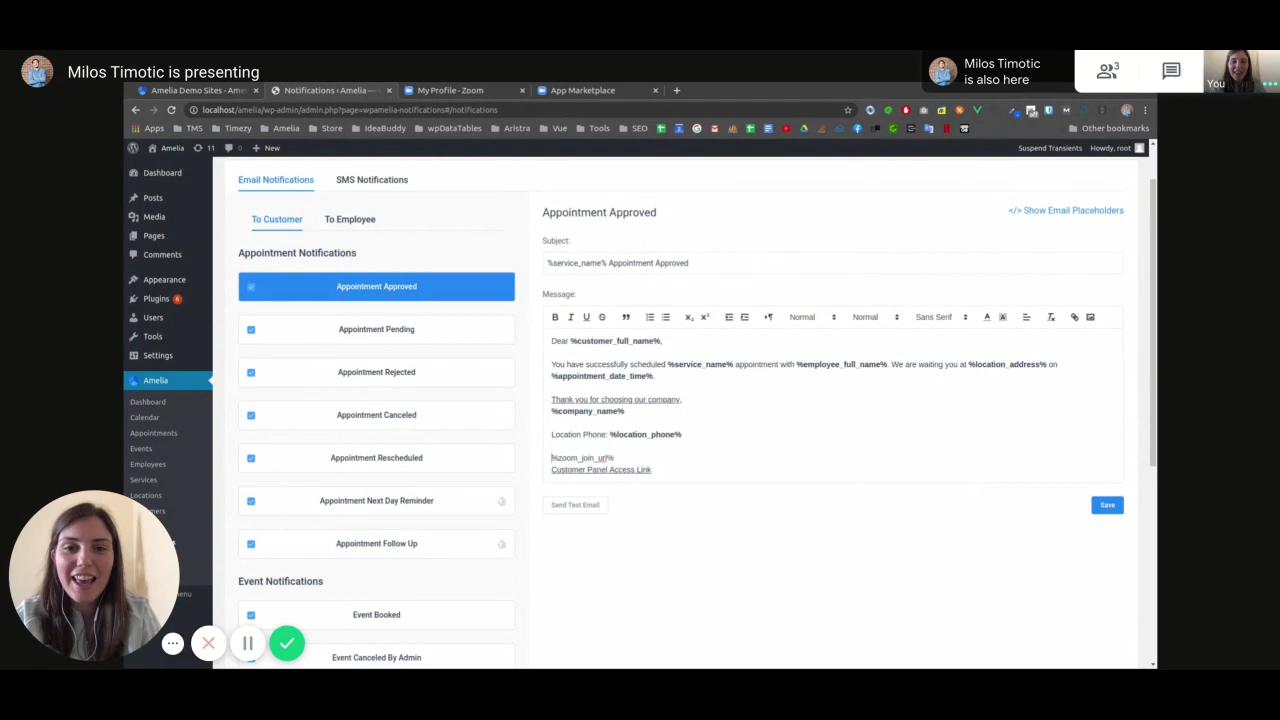 Milos Timotic is presenting
Milos Timotic
is also here
3
You
Amelia Demo Sites - Ame
Notifications ‹ Amelia —
My Profile - Zoom
App Marketplace
localhost/amelia/wp-admin/admin.php?page=wpamelia-notifications#/notifications
Apps
TMS
Timezy
Amelia
Store
IdeaBuddy
wpDataTables
Aristra
Vue
Tools
SEO
Other bookmarks
Amelia
11
0
New
Suspend Transients
Howdy, root
Dashboard
Posts
Media
Pages
Comments
Appearance
Plugins 6
Users
Tools
Settings
Amelia
Dashboard
Calendar
Appointments
Events
Employees
Services
Locations
Email Notifications
SMS Notifications
To Customer
To Employee
Appointment Notifications
Appointment Approved
Appointment Pending
Appointment Rejected
Appointment Canceled
Appointment Rescheduled
Appointment Next Day Reminder
Appointment Follow Up
Event Notifications
Event Booked
Event Canceled By Admin
Appointment Approved
</> Show Email Placeholders
Subject:
%service_name% Appointment Approved
Message:
Normal
Normal
Sans Serif
Dear %customer_full_name%,
You have successfully scheduled %service_name% appointment with %employee_full_name%. We are waiting you at %location_address% on
%appointment_date_time%.
Thank you for choosing our company,
%company_name%
Location Phone: %location_phone%
%zoom_join_url%
Customer Panel Access Link
Send Test Email
Save